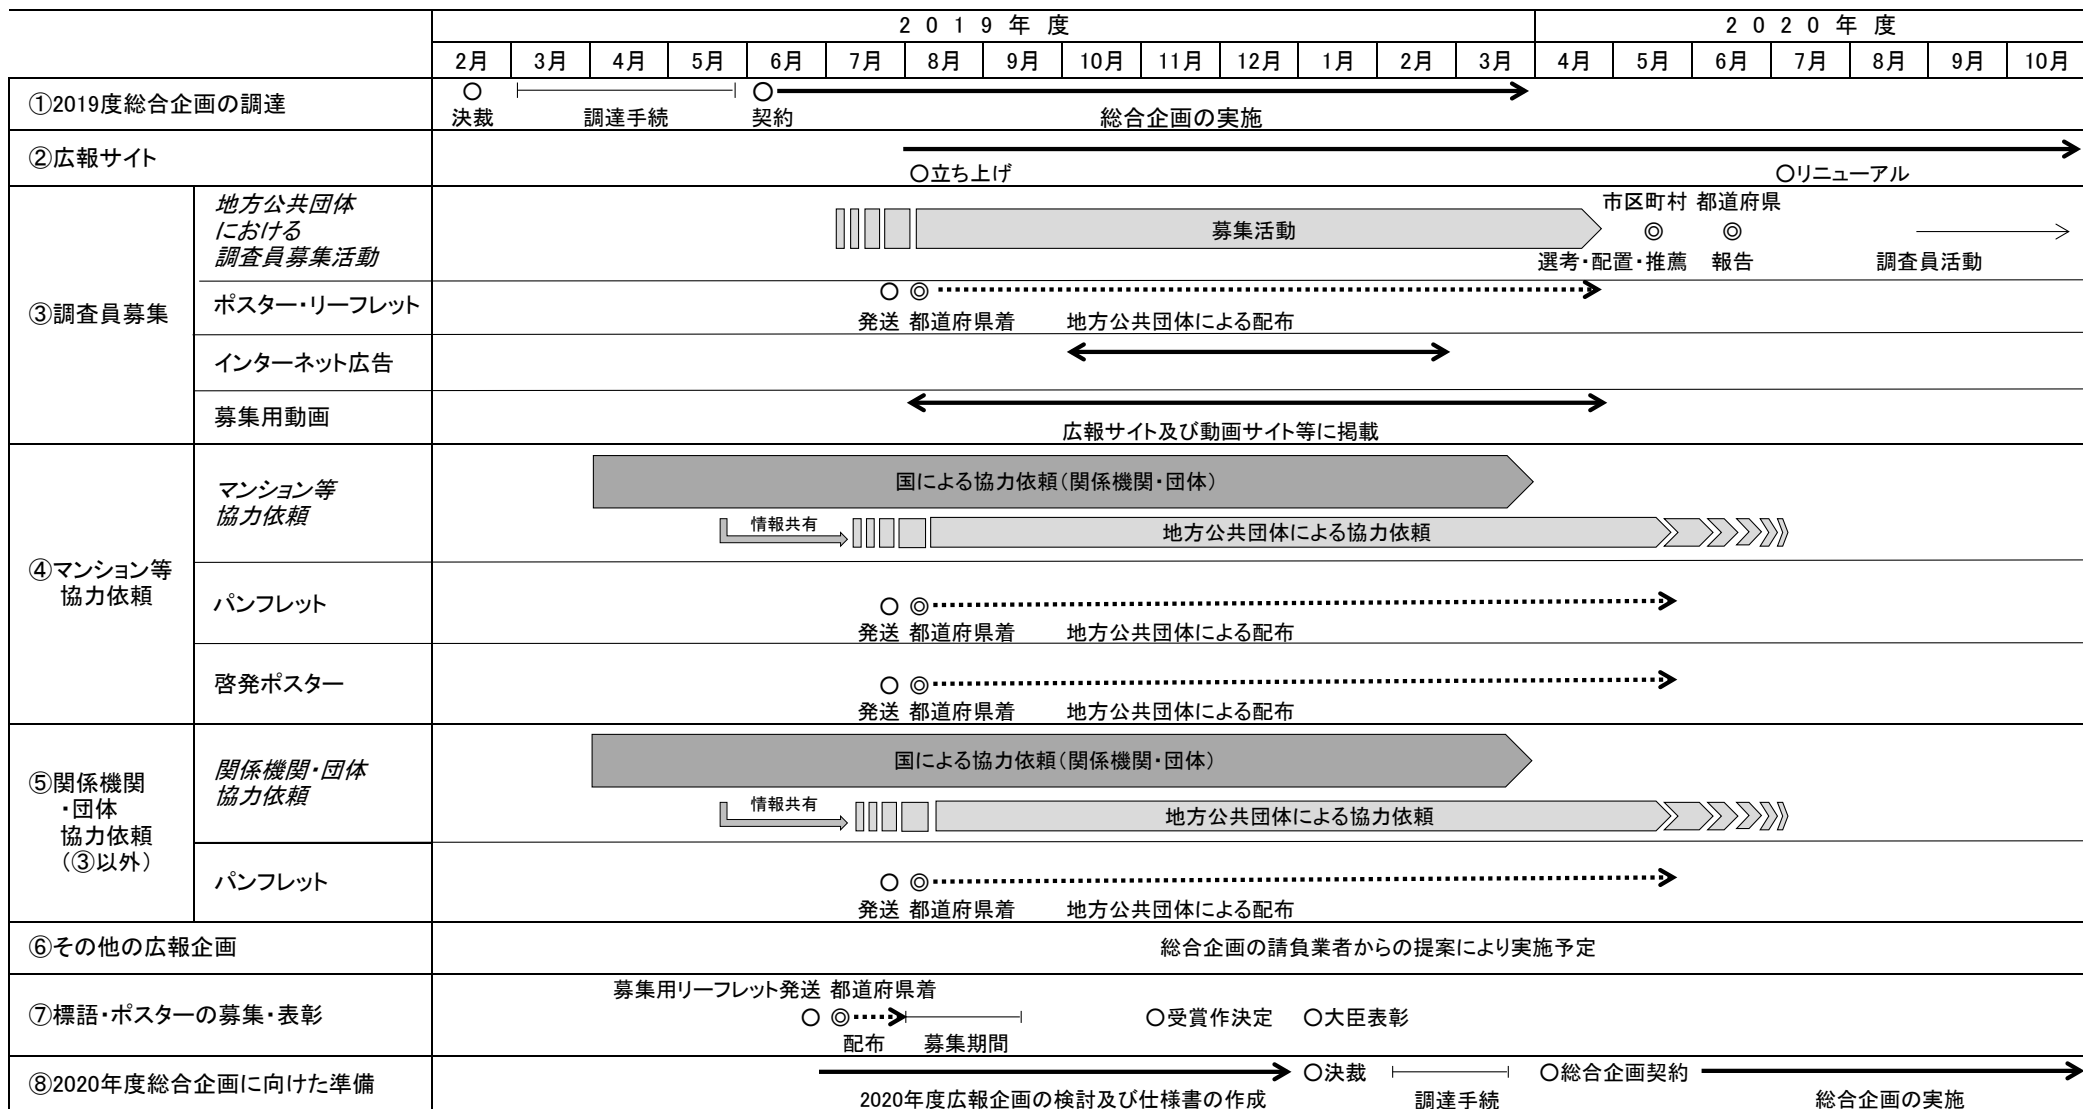 2019年度
2020年度
2月 3月 4月 5月 6月 7月 8月 9月 10月 11月 12月 1月 2月 3月 4月 5月 6月 7月 8月 9月 10月
①2019度総合企画の調達
○ ○
決裁 調達手続 契約 総合企画の実施
②広報サイト
○立ち上げ ○リニューアル
③調査員募集
地方公共団体
における
調査員募集活動
募集活動
市区町村 都道府県
◎ ◎
選考・配置・推薦 報告 調査員活動
ポスター・リーフレット
○ ◎
発送 都道府県着 地方公共団体による配布
インターネット広告
募集用動画
広報サイト及び動画サイト等に掲載
④マンション等
協力依頼
マンション等
協力依頼
国による協力依頼(関係機関・団体)
情報共有
地方公共団体による協力依頼
パンフレット
○ ◎
発送 都道府県着 地方公共団体による配布
啓発ポスター
○ ◎
発送 都道府県着 地方公共団体による配布
⑤関係機関
・団体
協力依頼
(③以外)
関係機関・団体
協力依頼
国による協力依頼(関係機関・団体)
情報共有
地方公共団体による協力依頼
パンフレット
○ ◎
発送 都道府県着 地方公共団体による配布
⑥その他の広報企画
総合企画の請負業者からの提案により実施予定
⑦標語・ポスターの募集・表彰
募集用リーフレット発送 都道府県着
○ ◎ ○受賞作決定 ○大臣表彰
配布 募集期間
⑧2020年度総合企画に向けた準備
○決裁 ○総合企画契約
2020年度広報企画の検討及び仕様書の作成 調達手続 総合企画の実施